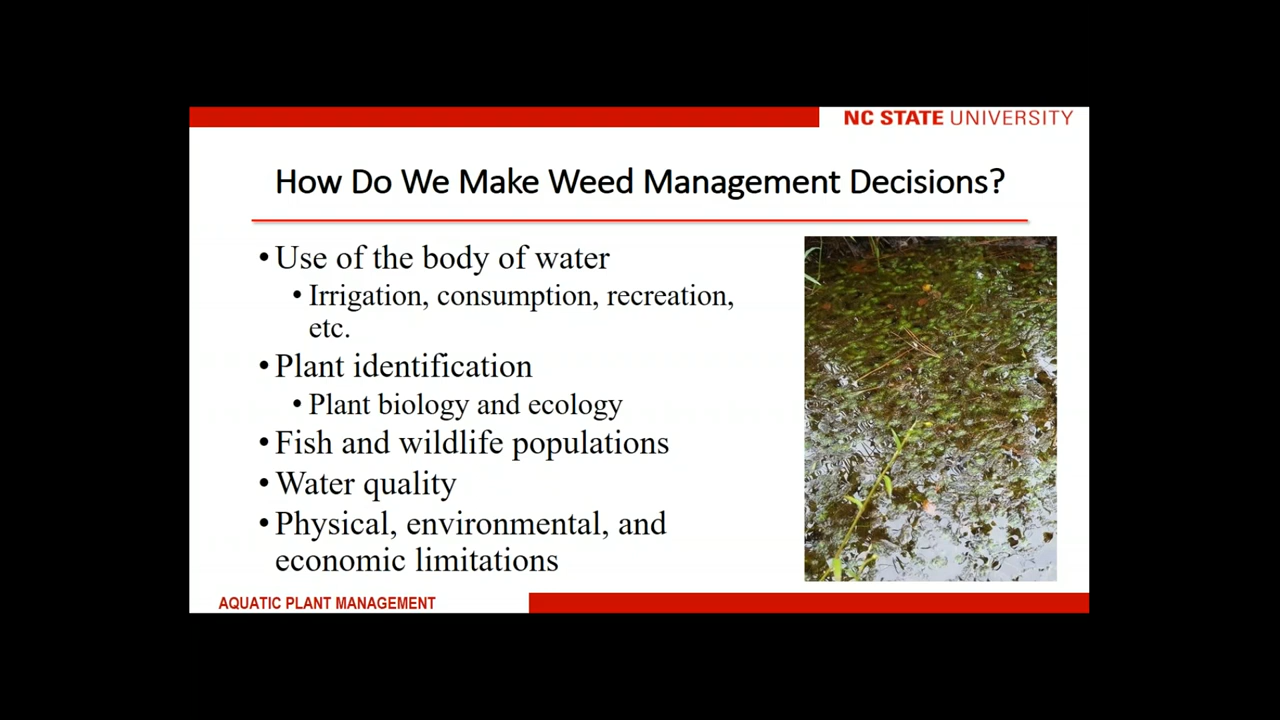 NC STATE UNIVERSITY
How Do We Make Weed Management Decisions?
• Use of the body of water
• Irrigation, consumption, recreation,
etc.
• Plant identification
• Plant biology and ecology
• Fish and wildlife populations
• Water quality
• Physical, environmental, and
economic limitations
AQUATIC PLANT MANAGEMENT